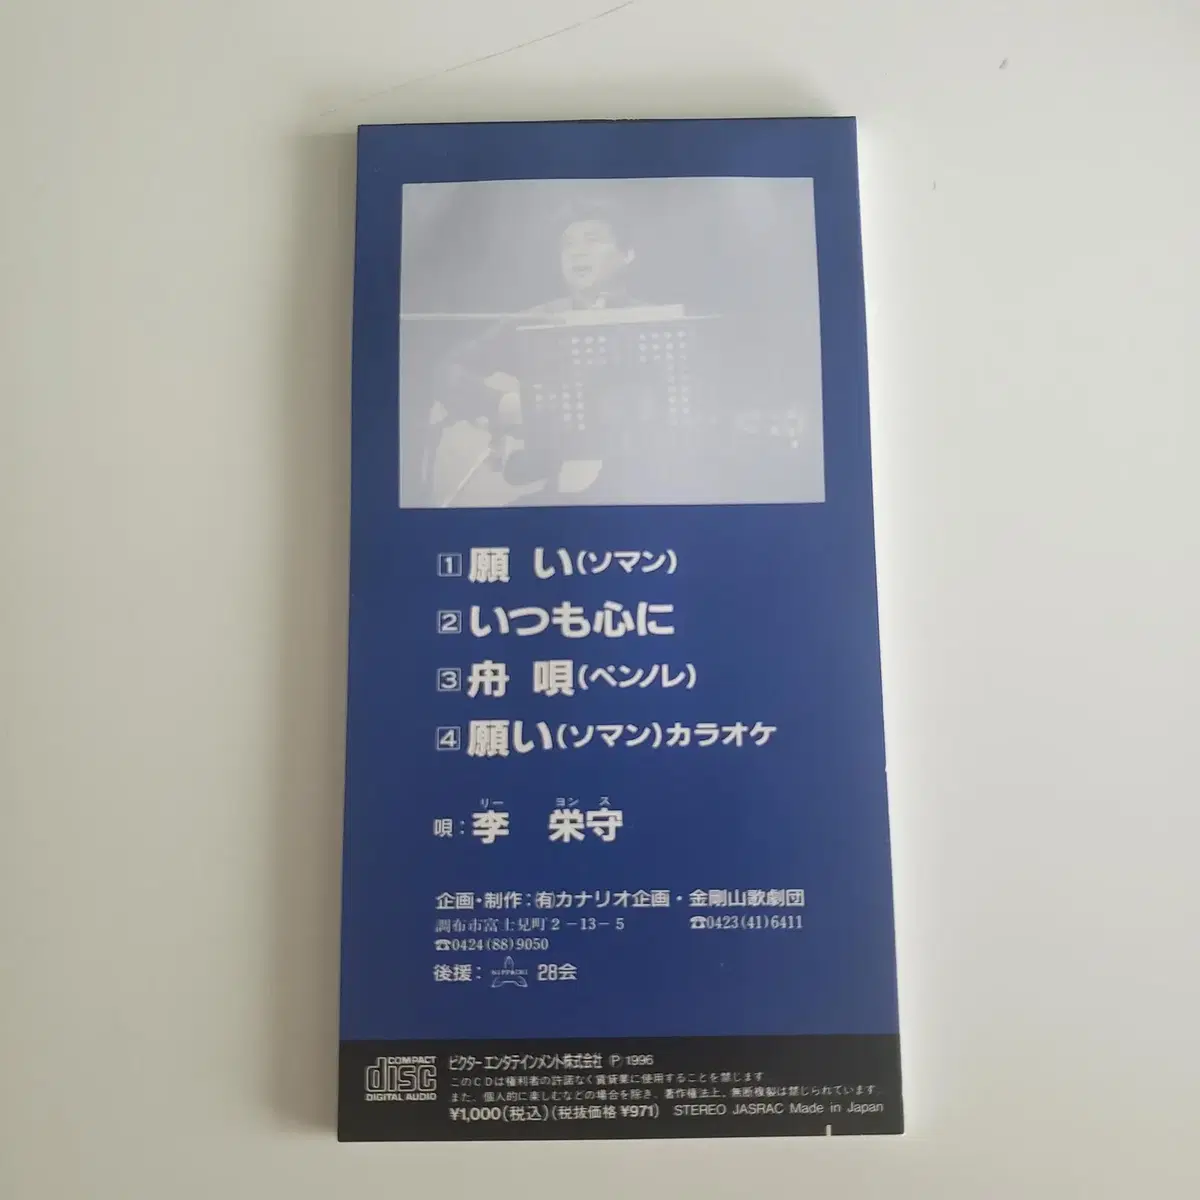 1 願い(ソマン)
2 いつも心に
3 舟唄(ペンノレ)
4 願い(ソマン)カラオケ
リー ヨンス
唄:李 栄守
企画・制作:㈲カナリオ企画・金剛山歌劇団
調布市富士見町2-13-5 ☎0423(41)6411
☎0424(88)9050
後援: 28会
COMPACT disc DIGITAL AUDIO
ビクターエンタテインメント株式会社 Ⓟ 1996
このCDは権利者の許諾なく賃貸業に使用することを禁じます
また、個人的に楽しむなどの場合を除き、著作権法上、無断複製は禁じられています。
¥1,000(税込)(税抜価格¥971) STEREO JASRAC Made in Japan